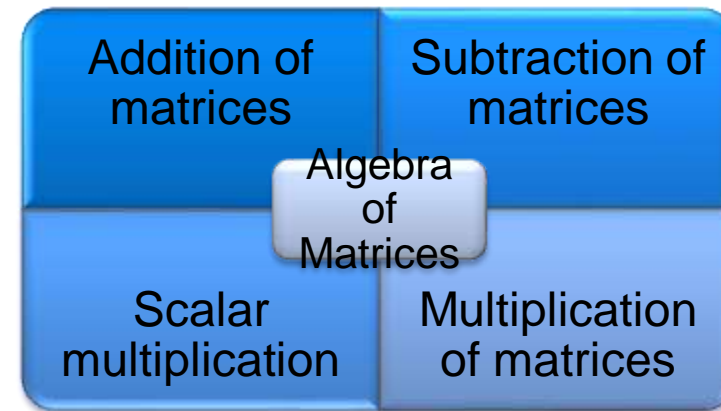 Addition of
matrices
Subtraction of
matrices
Algebra
of
Matrices
Scalar
multiplication
Multiplication
of matrices